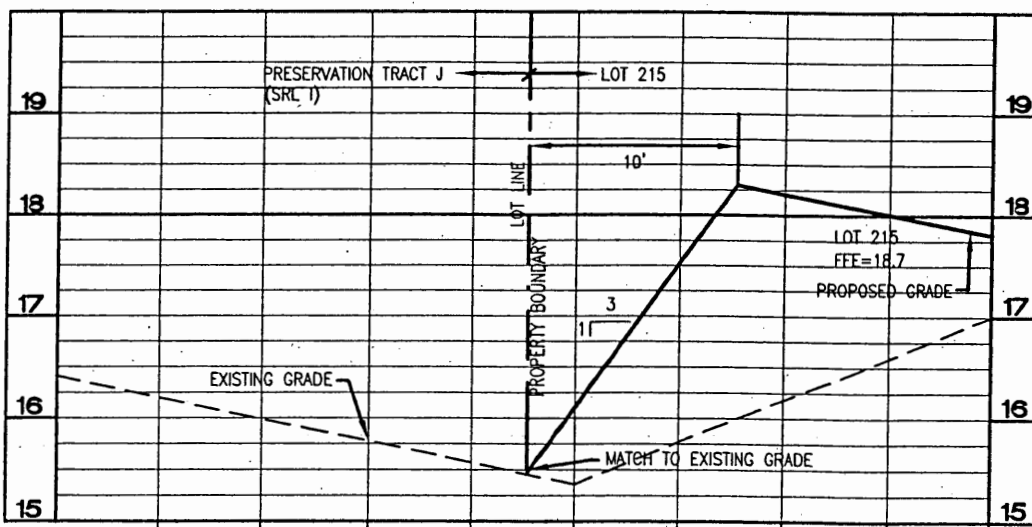 PRESERVATION TRACT J
(SRL I)
LOT 215
19
19
10'
LOT LINE
PROPERTY BOUNDARY
18
18
LOT 215
FFE=18.7
PROPOSED GRADE
17
17
3
1
EXISTING GRADE
16
16
MATCH TO EXISTING GRADE
15
15